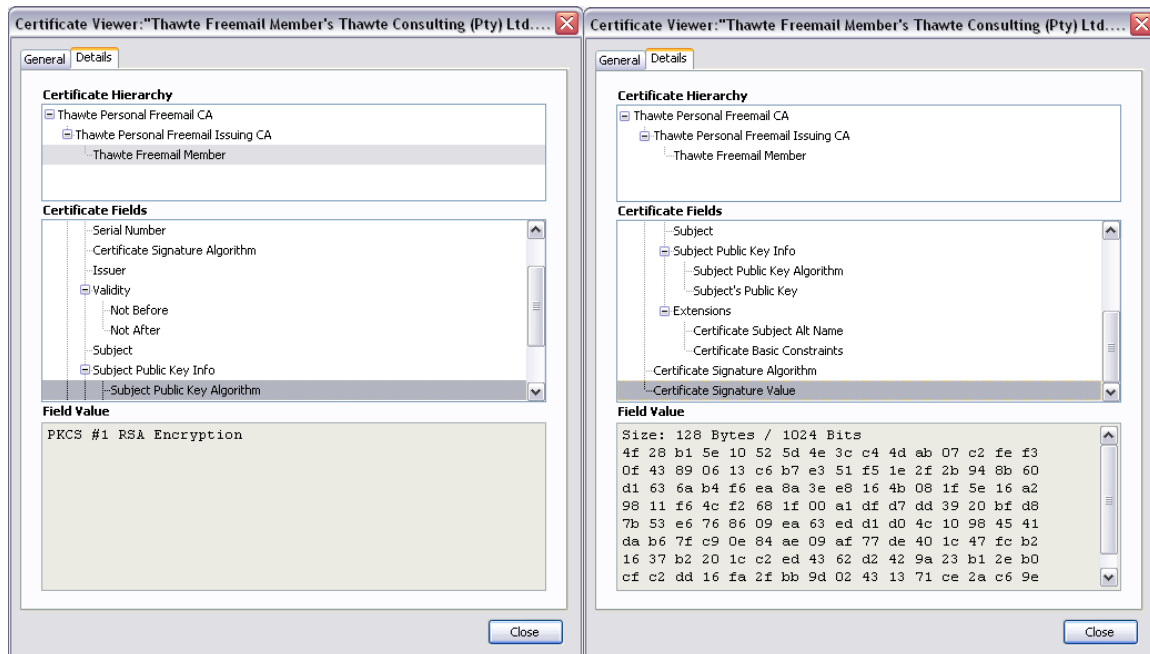 Certificate Viewer:"Thawte Freemail Member's Thawte Consulting (Pty) Ltd....
General Details
Certificate Hierarchy
Thawte Personal Freemail CA
Thawte Personal Freemail Issuing CA
Thawte Freemail Member
Certificate Fields
Serial Number
Certificate Signature Algorithm
Issuer
Validity
Not Before
Not After
Subject
Subject Public Key Info
Subject Public Key Algorithm
Field Value
PKCS #1 RSA Encryption
Close
Certificate Viewer:"Thawte Freemail Member's Thawte Consulting (Pty) Ltd....
General Details
Certificate Hierarchy
Thawte Personal Freemail CA
Thawte Personal Freemail Issuing CA
Thawte Freemail Member
Certificate Fields
Subject
Subject Public Key Info
Subject Public Key Algorithm
Subject's Public Key
Extensions
Certificate Subject Alt Name
Certificate Basic Constraints
Certificate Signature Algorithm
Certificate Signature Value
Field Value
Size: 128 Bytes / 1024 Bits
4f 28 b1 5e 10 52 5d 4e 3c c4 4d ab 07 c2 fe f3
0f 43 89 06 13 c6 b7 e3 51 f5 1e 2f 2b 94 8b 60
d1 63 6a b4 f6 ea 8a 3e e8 16 4b 08 1f 5e 16 a2
98 11 f6 4c f2 68 1f 00 a1 df d7 dd 39 20 bf d8
7b 53 e6 76 86 09 ea 63 ed d1 d0 4c 10 98 45 41
da b6 7f c9 0e 84 ae 09 af 77 de 40 1c 47 fc b2
16 37 b2 20 1c c2 ed 43 62 d2 42 9a 23 b1 2e b0
cf c2 dd 16 fa 2f bb 9d 02 43 13 71 ce 2a c6 9e
Close